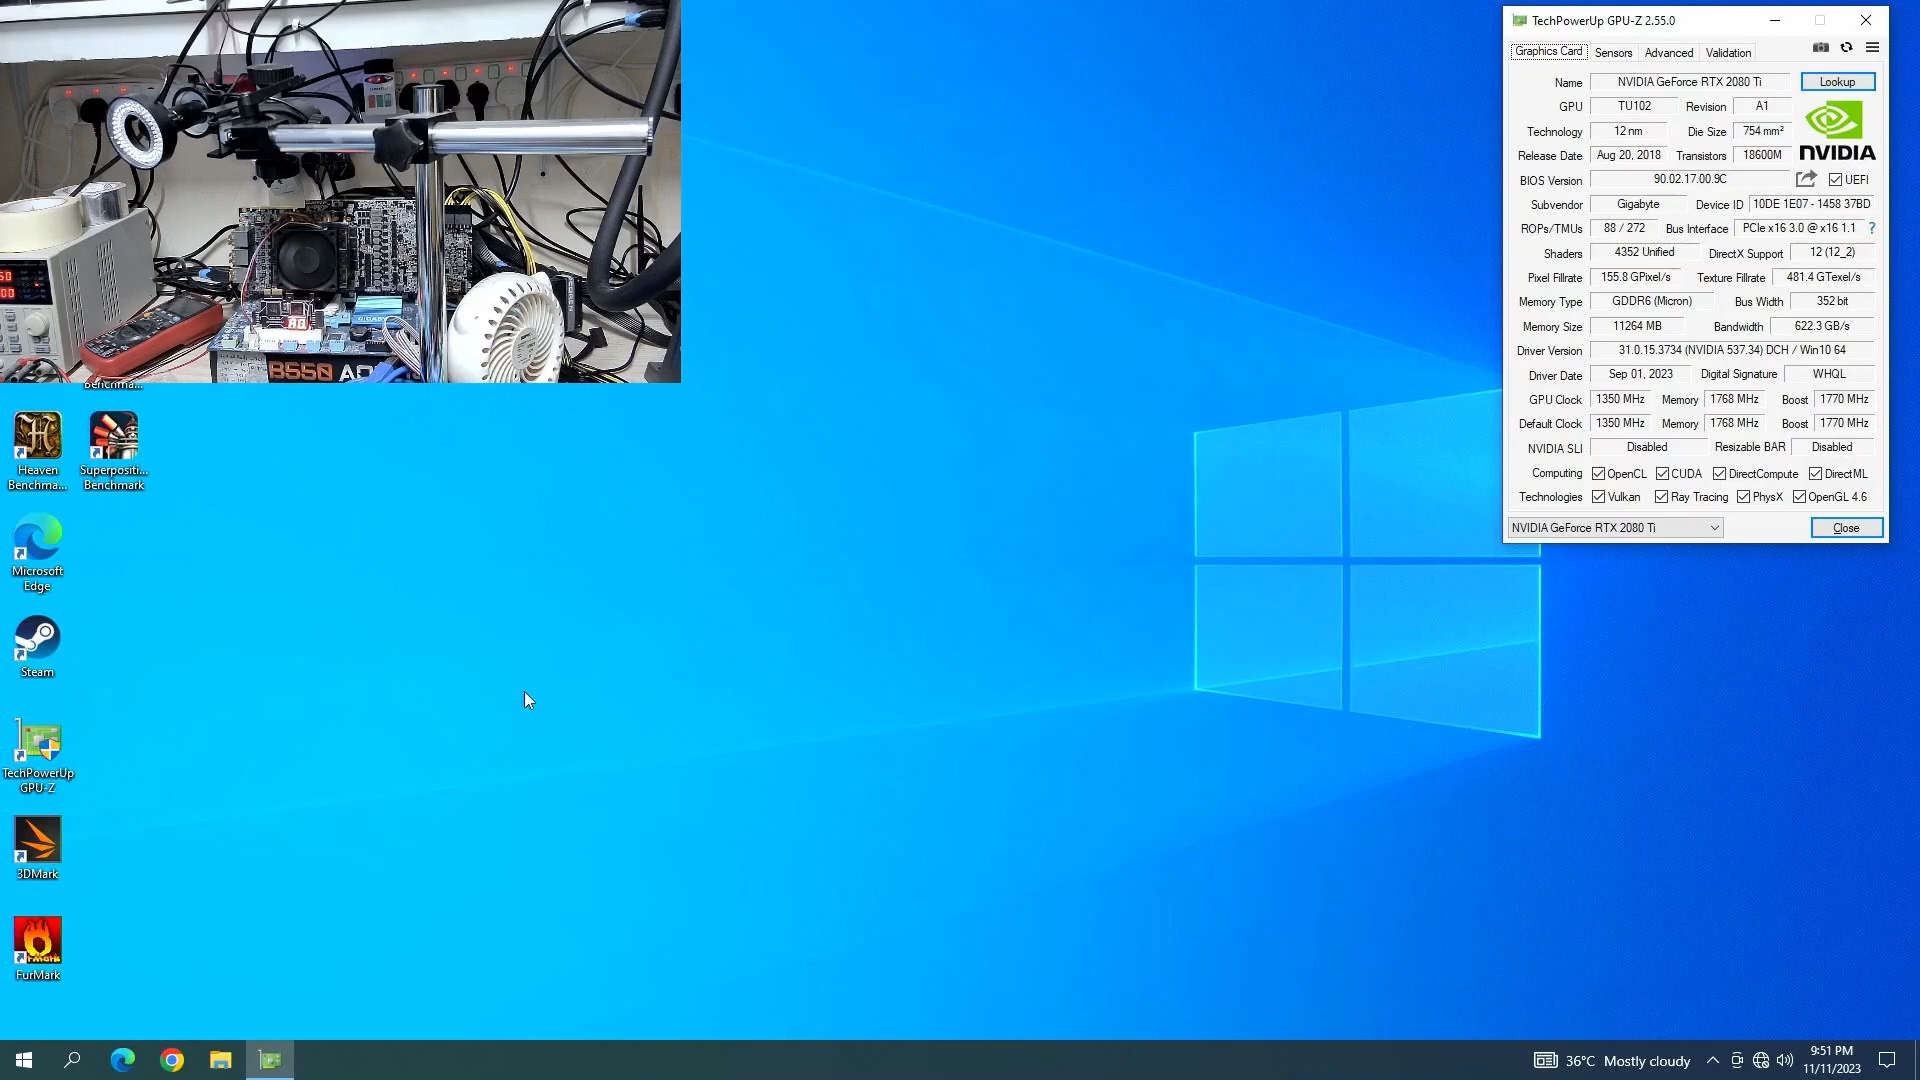 TechPowerUp GPU-Z 2.55.0
Graphics Card Sensors Advanced Validation
Name NVIDIA GeForce RTX 2080 Ti Lookup
GPU TU102 Revision A1
Technology 12 nm Die Size 754 mm²
Release Date Aug 20, 2018 Transistors 18600M
NVIDIA
BIOS Version 90.02.17.00.9C UEFI
Subvendor Gigabyte Device ID 10DE 1E07 - 1458 37BD
ROPs/TMUs 88 / 272 Bus Interface PCIe x16 3.0 @ x16 1.1 ?
Shaders 4352 Unified DirectX Support 12 (12_2)
Pixel Fillrate 155.8 GPixel/s Texture Fillrate 481.4 GTexel/s
Memory Type GDDR6 (Micron) Bus Width 352 bit
Memory Size 11264 MB Bandwidth 622.3 GB/s
Driver Version 31.0.15.3734 (NVIDIA 537.34) DCH / Win10 64
Driver Date Sep 01, 2023 Digital Signature WHQL
GPU Clock 1350 MHz Memory 1768 MHz Boost 1770 MHz
Default Clock 1350 MHz Memory 1768 MHz Boost 1770 MHz
NVIDIA SLI Disabled Resizable BAR Disabled
Computing OpenCL CUDA DirectCompute DirectML
Technologies Vulkan Ray Tracing PhysX OpenGL 4.6
NVIDIA GeForce RTX 2080 Ti Close
B550
Benchma...
Heaven
Benchma...
Superpositi...
Benchmark
Microsoft
Edge
Steam
TechPowerUp
GPU-Z
3DMark
FurMark
36°C Mostly cloudy
9:51 PM
11/11/2023